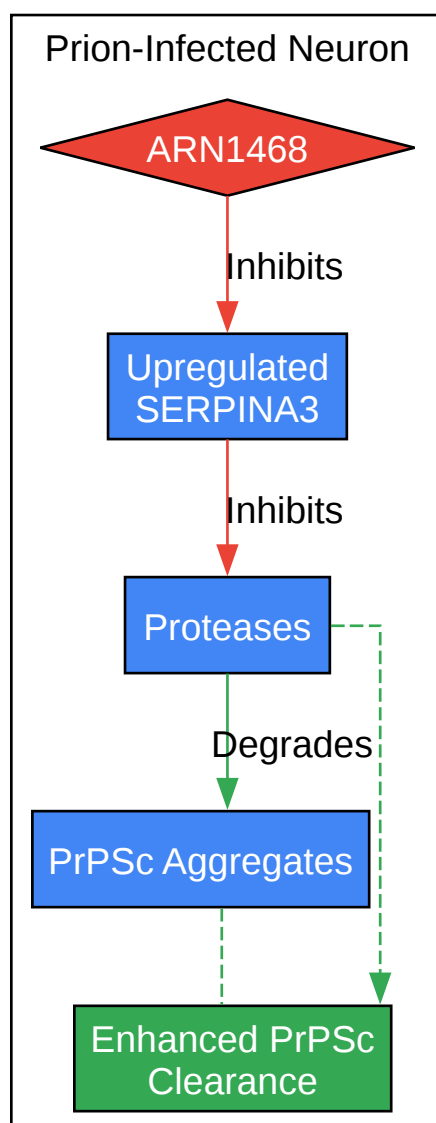 Prion-Infected Neuron
ARN1468
Inhibits
Upregulated
SERPINA3
Inhibits
Proteases
Degrades
PrPSc Aggregates
Enhanced PrPSc
Clearance